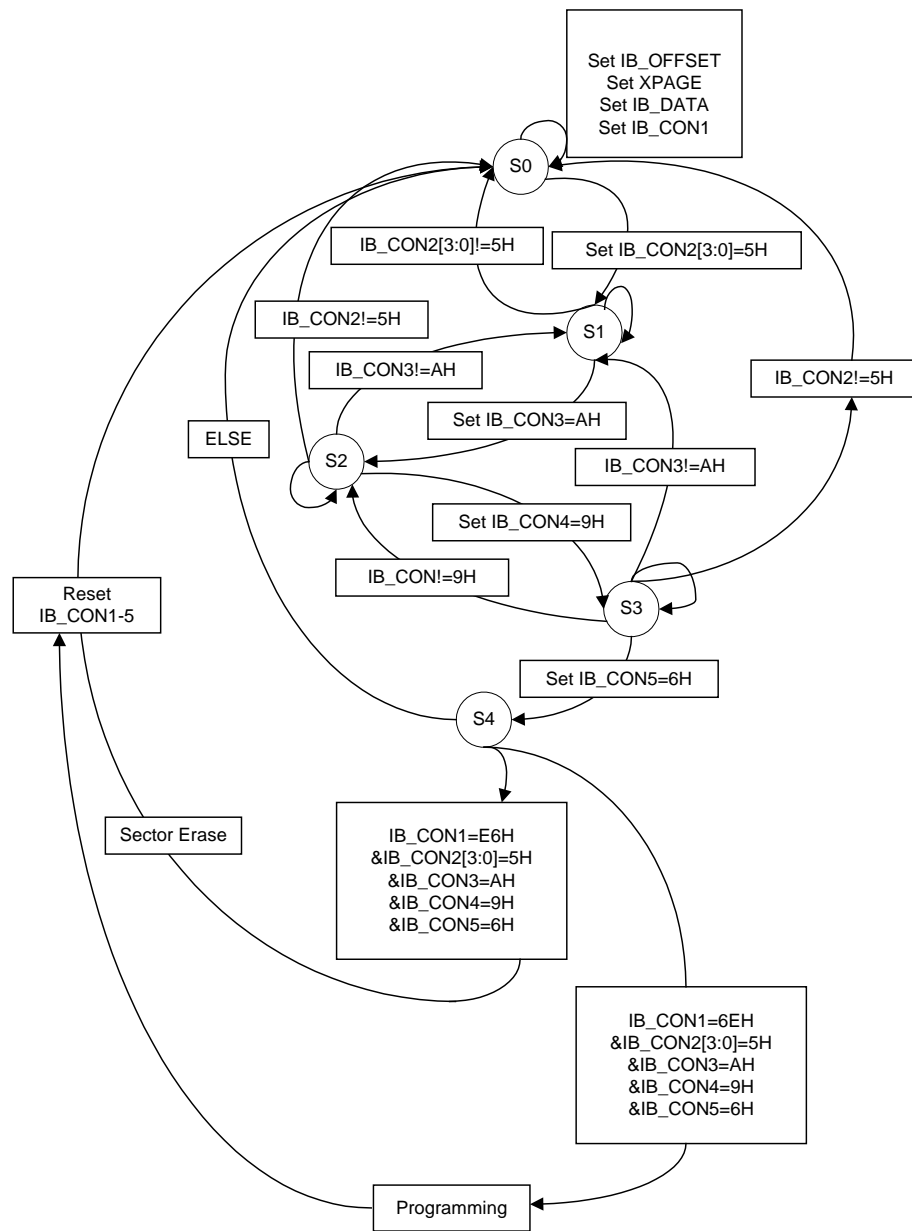 Set IB_OFFSET
Set XPAGE
Set IB_DATA
Set IB_CON1
S0
IB_CON2[3:0]!=5H
Set IB_CON2[3:0]=5H
IB_CON2!=5H
S1
IB_CON3!=AH
IB_CON2!=5H
Set IB_CON3=AH
ELSE
S2
IB_CON3!=AH
Set IB_CON4=9H
IB_CON!=9H
Reset
IB_CON1-5
S3
Set IB_CON5=6H
S4
Sector Erase
IB_CON1=E6H
&IB_CON2[3:0]=5H
&IB_CON3=AH
&IB_CON4=9H
&IB_CON5=6H
IB_CON1=6EH
&IB_CON2[3:0]=5H
&IB_CON3=AH
&IB_CON4=9H
&IB_CON5=6H
Programming